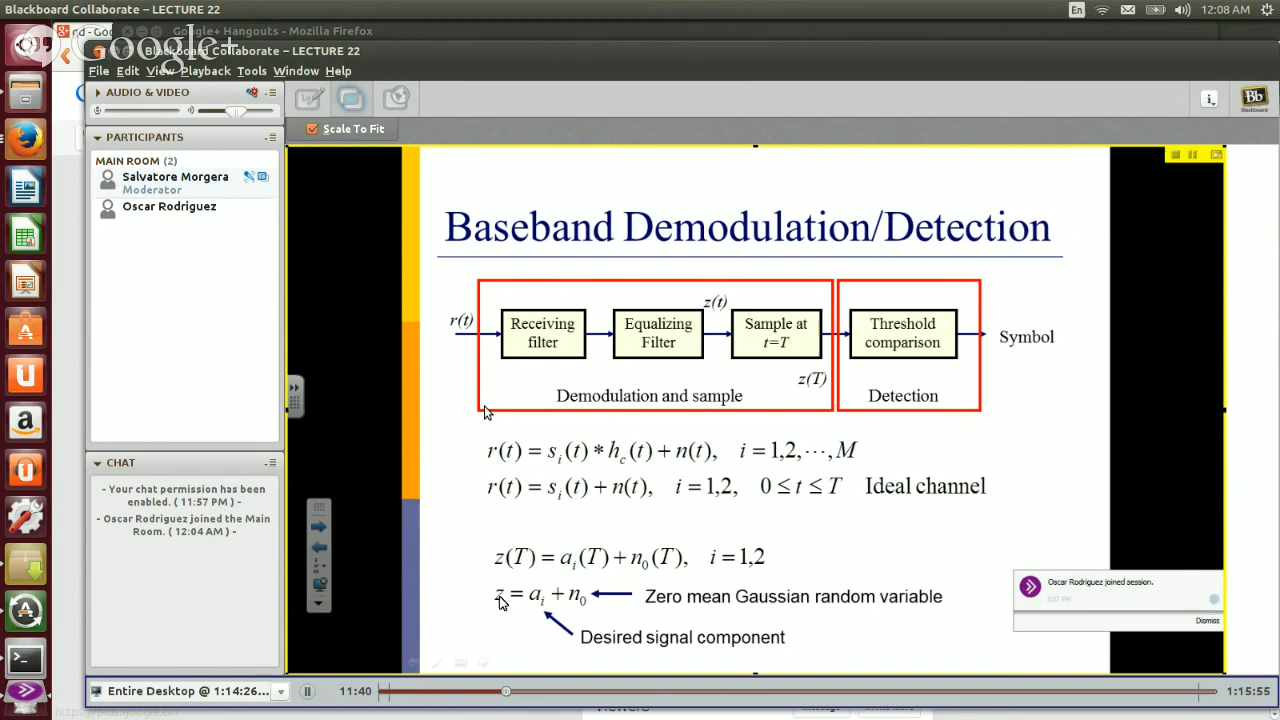 Blackboard Collaborate – LECTURE 22
En
12:08 AM
Google+
Google+ Hangouts - Mozilla Firefox
Blackboard Collaborate – LECTURE 22
File Edit View Playback Tools Window Help
AUDIO & VIDEO
Scale To Fit
Bb
Blackboard
PARTICIPANTS
MAIN ROOM (2)
Salvatore Morgera
Moderator
Oscar Rodriguez
CHAT
- Your chat permission has been
enabled. ( 11:57 PM) -
- Oscar Rodriguez joined the Main
Room. ( 12:04 AM) -
Baseband Demodulation/Detection
r(t)
Receiving
filter
Equalizing
Filter
z(t)
Sample at
t=T
z(T)
Threshold
comparison
Symbol
Demodulation and sample
Detection
r(t) = s_i(t) * h_c(t) + n(t), i = 1,2,⋯,M
r(t) = s_i(t) + n(t), i = 1,2, 0 ≤ t ≤ T Ideal channel
z(T) = a_i(T) + n_0(T), i = 1,2
z = a_i + n_0 Zero mean Gaussian random variable
Desired signal component
Oscar Rodriguez joined session.
Dismiss
Entire Desktop @ 1:14:26...
11:40
1:15:55